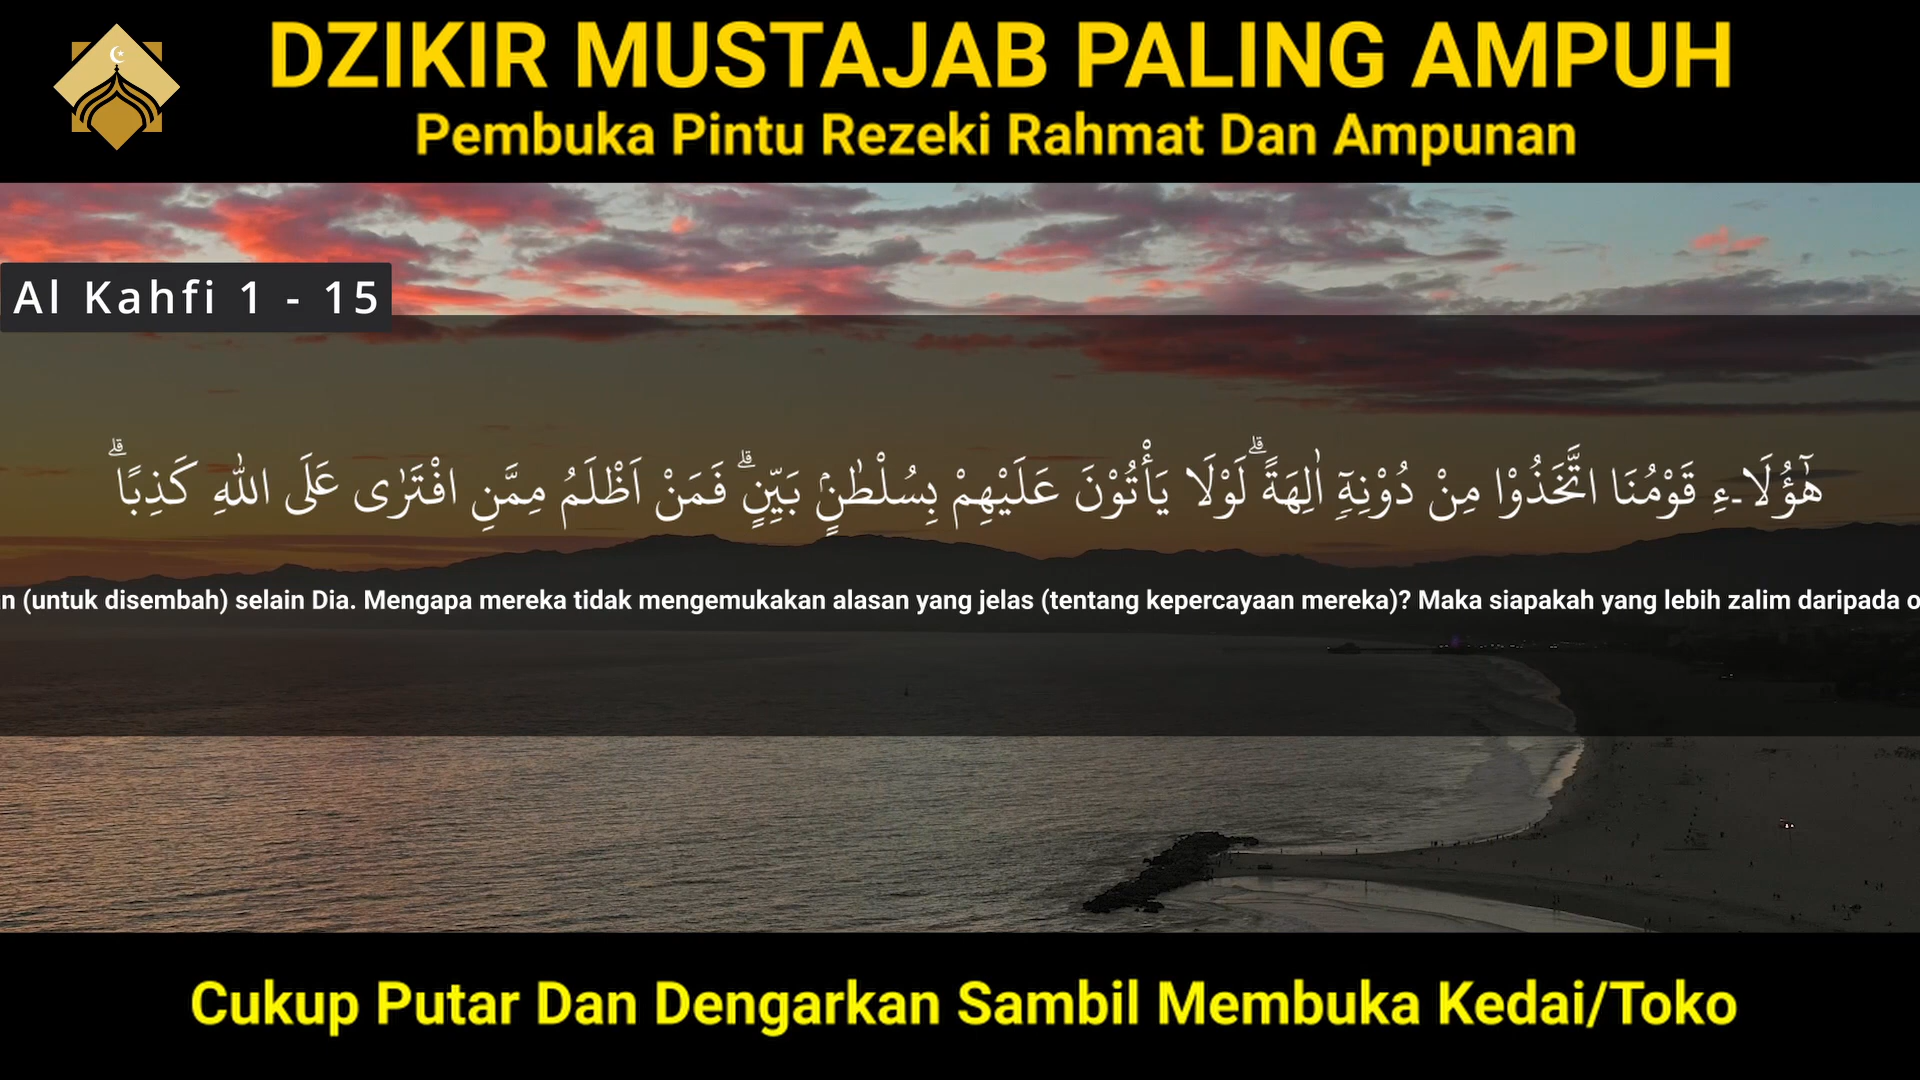 DZIKIR MUSTAJAB PALING AMPUH
Pembuka Pintu Rezeki Rahmat Dan Ampunan
Al Kahfi 1 - 15
هٰٓؤُلَاۤءِ قَوْمُنَا اتَّخَذُوْا مِنْ دُوْنِهٖٓ اٰلِهَةًۗ لَوْلَا يَأْتُوْنَ عَلَيْهِمْ بِسُلْطٰنٍۢ بَيِّنٍۗ فَمَنْ اَظْلَمُ مِمَّنِ افْتَرٰى عَلَى اللّٰهِ كَذِبًاۗ
(untuk disembah) selain Dia. Mengapa mereka tidak mengemukakan alasan yang jelas (tentang kepercayaan mereka)? Maka siapakah yang lebih zalim daripada
Cukup Putar Dan Dengarkan Sambil Membuka Kedai/Toko